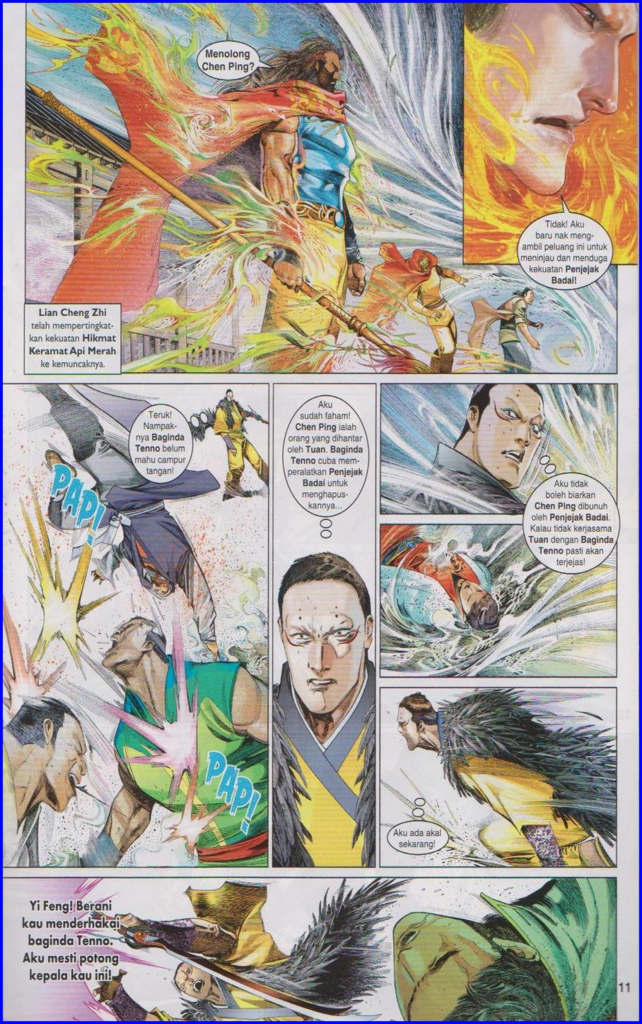 Menolong
Chen Ping?
Tidak! Aku
baru nak meng-
ambil peluang ini untuk
meninjau dan menduga
kekuatan Penjejak
Badai!
Lian Cheng Zhi
telah mempertingkat-
kan kekuatan Hikmat
Keramat Api Merah
ke kemuncaknya.
Teruk!
Nampak-
nya Baginda
Tenno belum
mahu campur
tangan!
PAP!
PAP!
Aku
sudah faham!
Chen Ping ialah
orang yang dihantar
oleh Tuan. Baginda
Tenno cuba mem-
peralatkan Penjejak
Badai untuk
menghapus-
kannya...
Aku tidak
boleh biarkan
Chen Ping dibunuh
oleh Penjejak Badai.
Kalau tidak kerjasama
Tuan dengan Baginda
Tenno pasti akan
terjejas!
Aku ada akal
sekarang!
Yi Feng! Berani
kau menderhakai
baginda Tenno.
Aku mesti potong
kepala kau ini!
11